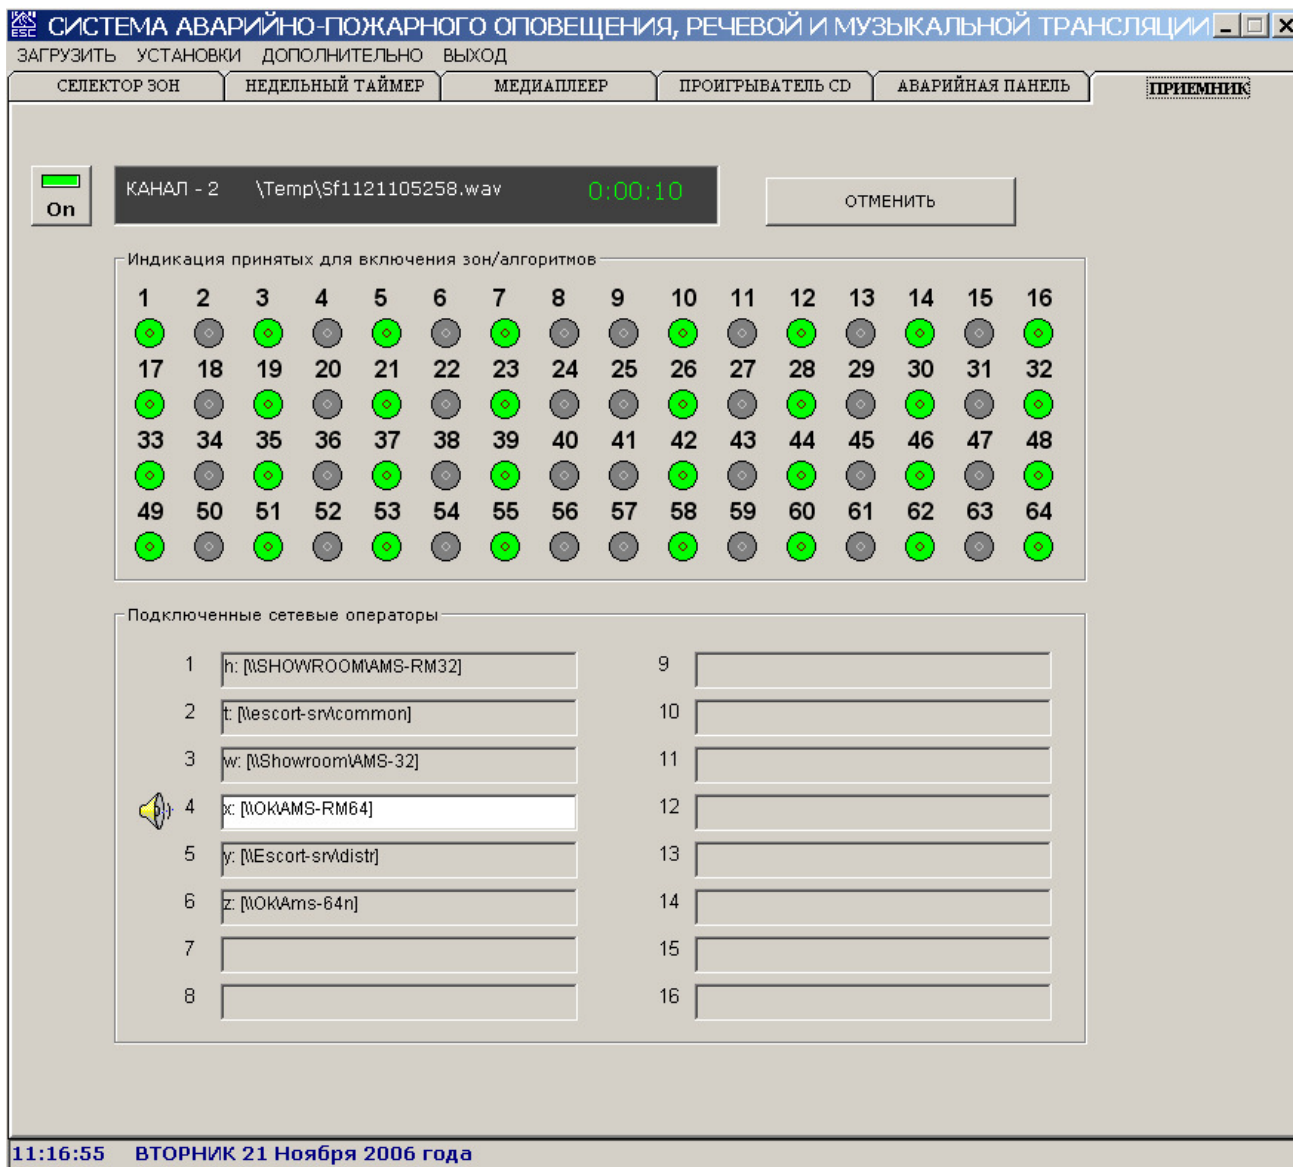 ESC СИСТЕМА АВАРИЙНО-ПОЖАРНОГО ОПОВЕЩЕНИЯ, РЕЧЕВОЙ И МУЗЫКАЛЬНОЙ ТРАНСЛЯЦИИ
ЗАГРУЗИТЬ УСТАНОВКИ ДОПОЛНИТЕЛЬНО ВЫХОД
СЕЛЕКТОР ЗОН НЕДЕЛЬНЫЙ ТАЙМЕР МЕДИАПЛЕЕР ПРОИГРЫВАТЕЛЬ CD АВАРИЙНАЯ ПАНЕЛЬ ПРИЕМНИК
On КАНАЛ - 2 \Temp\Sf1121105258.wav 0:00:10 ОТМЕНИТЬ
Индикация принятых для включения зон/алгоритмов
1 2 3 4 5 6 7 8 9 10 11 12 13 14 15 16
17 18 19 20 21 22 23 24 25 26 27 28 29 30 31 32
33 34 35 36 37 38 39 40 41 42 43 44 45 46 47 48
49 50 51 52 53 54 55 56 57 58 59 60 61 62 63 64
Подключенные сетевые операторы
1 h: [\\SHOWROOM\AMS-RM32]
2 t: [\\escort-srv\common]
3 w: [\\Showroom\AMS-32]
4 x: [\\Ok\AMS-RM64]
5 y: [\\Escort-srv\distr]
6 z: [\\Ok\Ams-64n]
7
8
9
10
11
12
13
14
15
16
11:16:55 ВТОРНИК 21 Ноября 2006 года